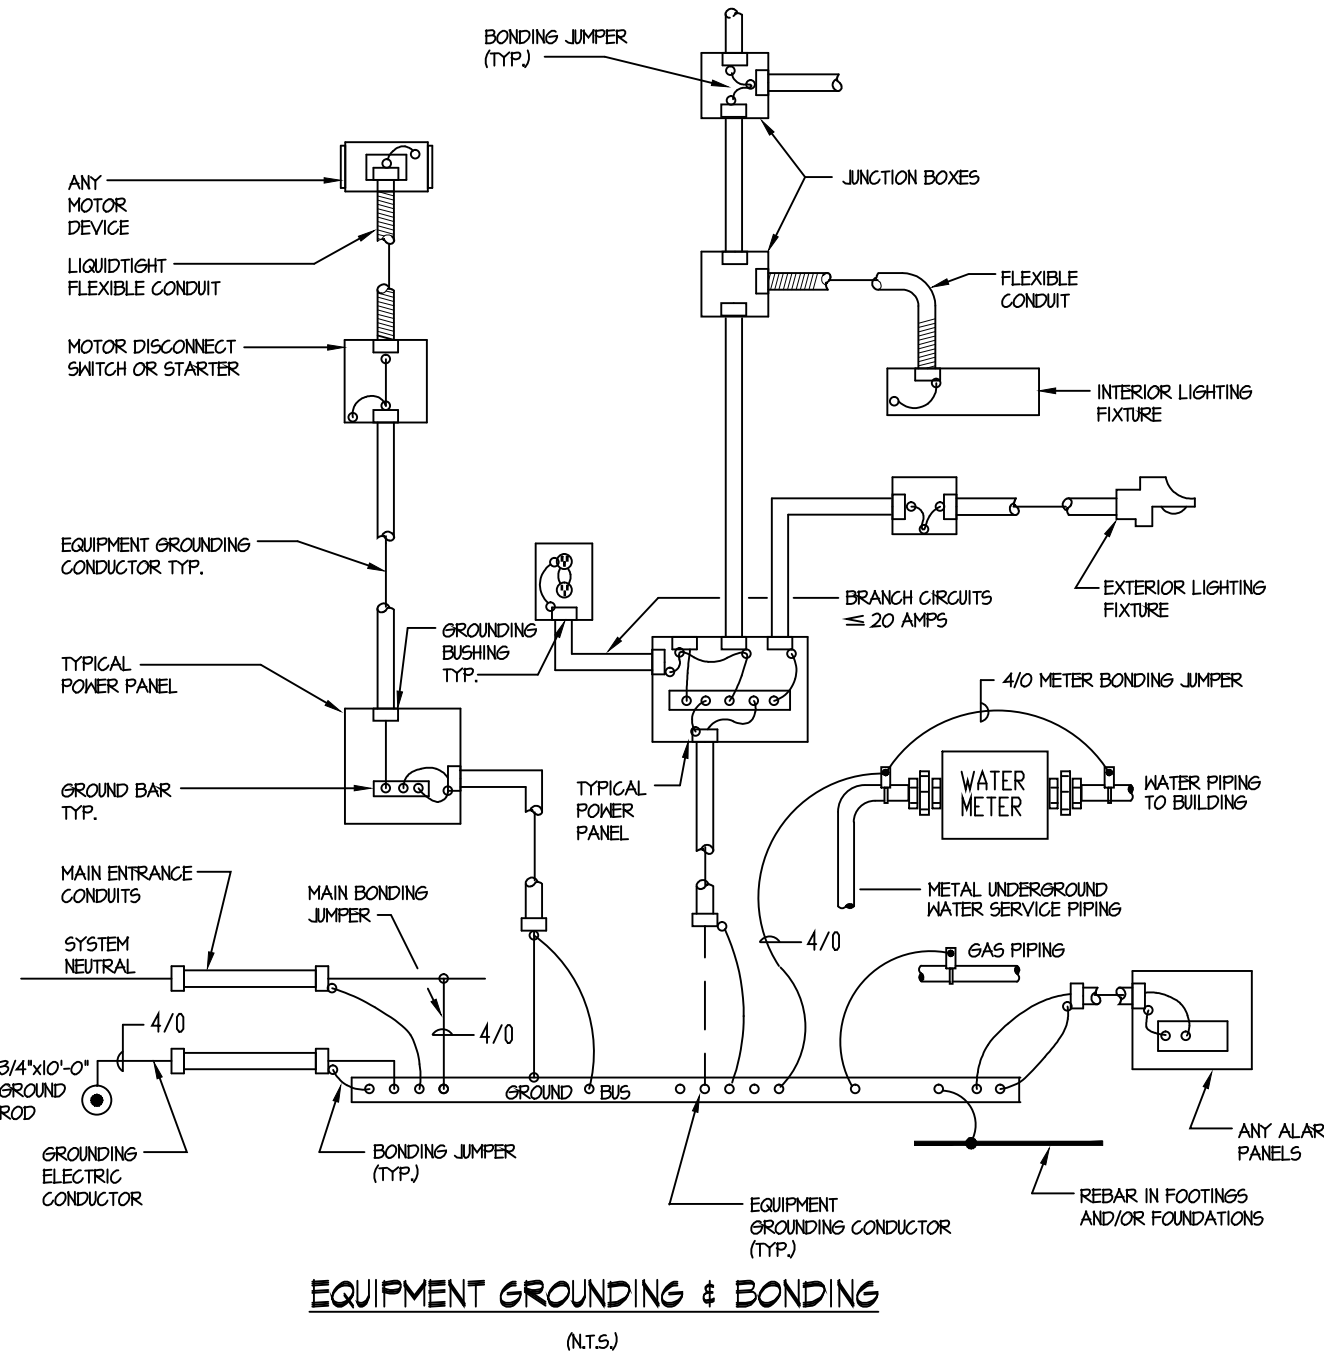 BONDING JUMPER
(TYP.)
JUNCTION BOXES
ANY
MOTOR
DEVICE
LIQUIDTIGHT
FLEXIBLE CONDUIT
FLEXIBLE
CONDUIT
MOTOR DISCONNECT
SWITCH OR STARTER
INTERIOR LIGHTING
FIXTURE
EQUIPMENT GROUNDING
CONDUCTOR TYP.
EXTERIOR LIGHTING
FIXTURE
BRANCH CIRCUITS
≤ 20 AMPS
GROUNDING
BUSHING
TYP.
TYPICAL
POWER PANEL
4/0 METER BONDING JUMPER
GROUND BAR
TYP.
TYPICAL
POWER
PANEL
WATER
METER
WATER PIPING
TO BUILDING
MAIN ENTRANCE
CONDUITS
MAIN BONDING
JUMPER
METAL UNDERGROUND
WATER SERVICE PIPING
SYSTEM
NEUTRAL
4/0
GAS PIPING
4/0
4/0
3/4"x10'-0"
GROUND
ROD
GROUND BUS
GROUNDING
ELECTRIC
CONDUCTOR
BONDING JUMPER
(TYP.)
ANY ALAR
PANELS
EQUIPMENT
GROUNDING CONDUCTOR
(TYP.)
REBAR IN FOOTINGS
AND/OR FOUNDATIONS
EQUIPMENT GROUNDING & BONDING
(N.T.S.)